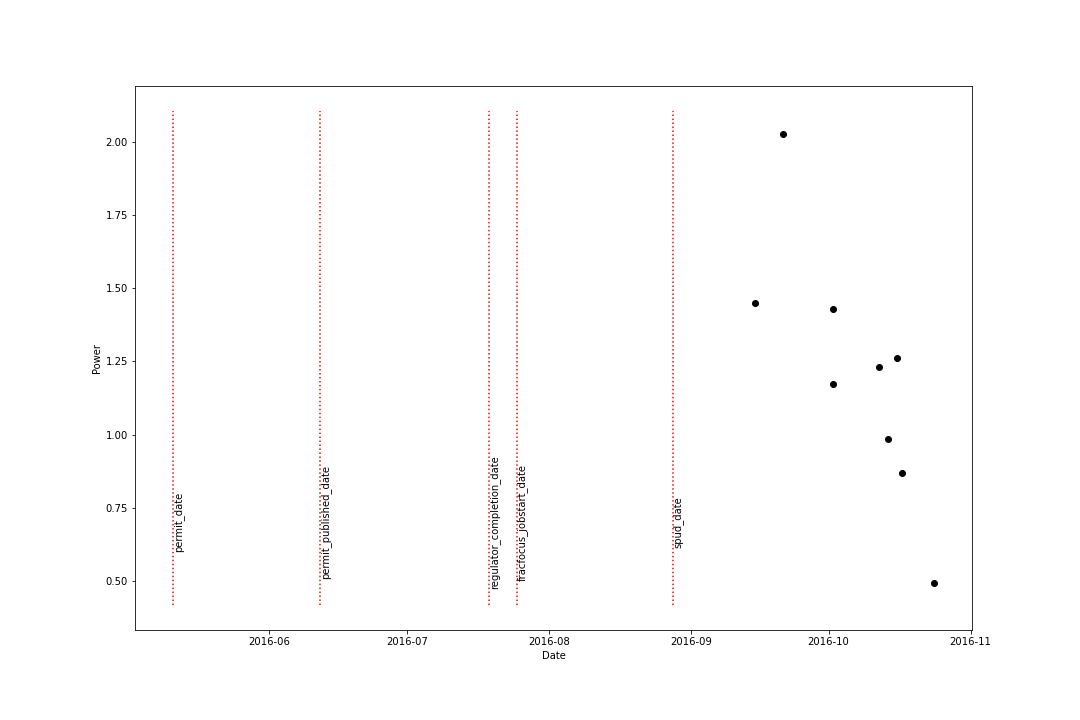 2.00
1.75
1.50
1.25
1.00
0.75
0.50
Power
permit_date
permit_published_date
regulator_completion_date
fracfocus_jobstart_date
spud_date
2016-06
2016-07
2016-08
2016-09
2016-10
2016-11
Date